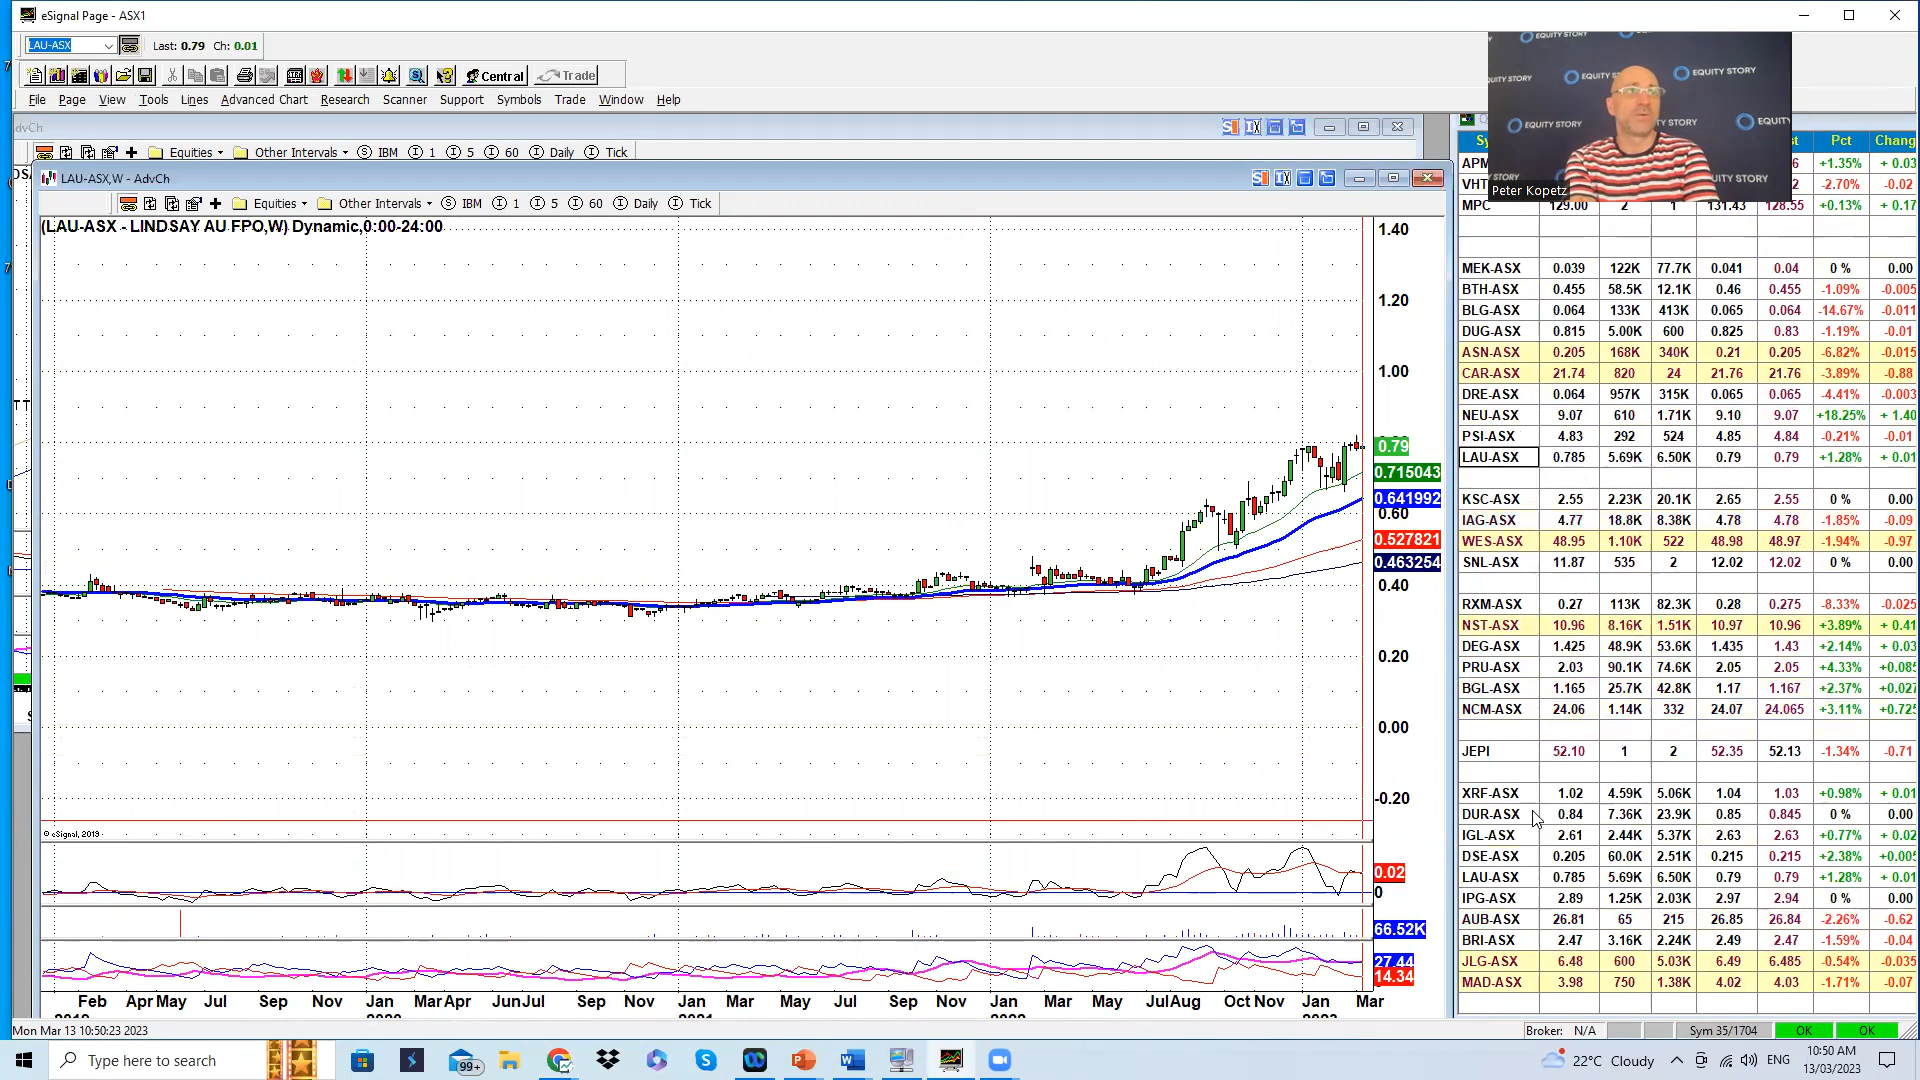 eSignal Page - ASX1
LAU-ASX Last: 0.79 Ch: 0.01
Central Trade
File Page View Tools Lines Advanced Chart Research Scanner Support Symbols Trade Window Help
Equities Other Intervals IBM 1 5 60 Daily Tick
LAU-ASX,W - AdvCh
Equities Other Intervals IBM 1 5 60 Daily Tick
(LAU-ASX - LINDSAY AU FPO,W) Dynamic,0:00-24:00
1.40
1.20
1.00
0.79
0.715043
0.641992
0.60
0.527821
0.463254
0.40
0.20
0.00
-0.20
© eSignal, 2019
0.02
0
66.52K
27.44
14.34
Feb Apr May Jul Sep Nov Jan Mar Apr Jun Jul Sep Nov Jan Mar May Jul Sep Nov Jan Mar May Jul Aug Oct Nov Jan Mar
EQUITY STORY
EQUITY STORY
EQUITY STORY
Peter Kopetz
Pct Change
APM +1.35% + 0.03
VHT -2.70% -0.02
MPC 129.00 2 1 131.43 128.55 +0.13% + 0.17
MEK-ASX 0.039 122K 77.7K 0.041 0.04 0 % 0.00
BTH-ASX 0.455 58.5K 12.1K 0.46 0.455 -1.09% -0.005
BLG-ASX 0.064 133K 413K 0.065 0.064 -14.67% -0.011
DUG-ASX 0.815 5.00K 600 0.825 0.83 -1.19% -0.01
ASN-ASX 0.205 168K 340K 0.21 0.205 -6.82% -0.015
CAR-ASX 21.74 820 24 21.76 21.76 -3.89% -0.88
DRE-ASX 0.064 957K 315K 0.065 0.065 -4.41% -0.003
NEU-ASX 9.07 610 1.71K 9.10 9.07 +18.25% + 1.40
PSI-ASX 4.83 292 524 4.85 4.84 -0.21% -0.01
LAU-ASX 0.785 5.69K 6.50K 0.79 0.79 +1.28% + 0.01
KSC-ASX 2.55 2.23K 20.1K 2.65 2.55 0 % 0.00
IAG-ASX 4.77 18.8K 8.38K 4.78 4.78 -1.85% -0.09
WES-ASX 48.95 1.10K 522 48.98 48.97 -1.94% -0.97
SNL-ASX 11.87 535 2 12.02 12.02 0 % 0.00
RXM-ASX 0.27 113K 82.3K 0.28 0.275 -8.33% -0.025
NST-ASX 10.96 8.16K 1.51K 10.97 10.96 +3.89% + 0.41
DEG-ASX 1.425 48.9K 53.6K 1.435 1.43 +2.14% + 0.03
PRU-ASX 2.03 90.1K 74.6K 2.05 2.05 +4.33% +0.085
BGL-ASX 1.165 25.7K 42.8K 1.17 1.167 +2.37% +0.027
NCM-ASX 24.06 1.14K 332 24.07 24.065 +3.11% +0.725
JEPI 52.10 1 2 52.35 52.13 -1.34% -0.71
XRF-ASX 1.02 4.59K 5.06K 1.04 1.03 +0.98% + 0.01
DUR-ASX 0.84 7.36K 23.9K 0.85 0.845 0 % 0.00
IGL-ASX 2.61 2.44K 5.37K 2.63 2.63 +0.77% + 0.02
DSE-ASX 0.205 60.0K 2.51K 0.215 0.215 +2.38% +0.005
LAU-ASX 0.785 5.69K 6.50K 0.79 0.79 +1.28% + 0.01
IPG-ASX 2.89 1.25K 2.03K 2.97 2.94 0 % 0.00
AUB-ASX 26.81 65 215 26.85 26.84 -2.26% -0.62
BRI-ASX 2.47 3.16K 2.24K 2.49 2.47 -1.59% -0.04
JLG-ASX 6.48 600 5.03K 6.49 6.485 -0.54% -0.035
MAD-ASX 3.98 750 1.38K 4.02 4.03 -1.71% -0.07
Mon Mar 13 10:50:23 2023 Broker: N/A Sym 35/1704 OK OK
Type here to search 99+ 22°C Cloudy ENG 10:50 AM
13/03/2023